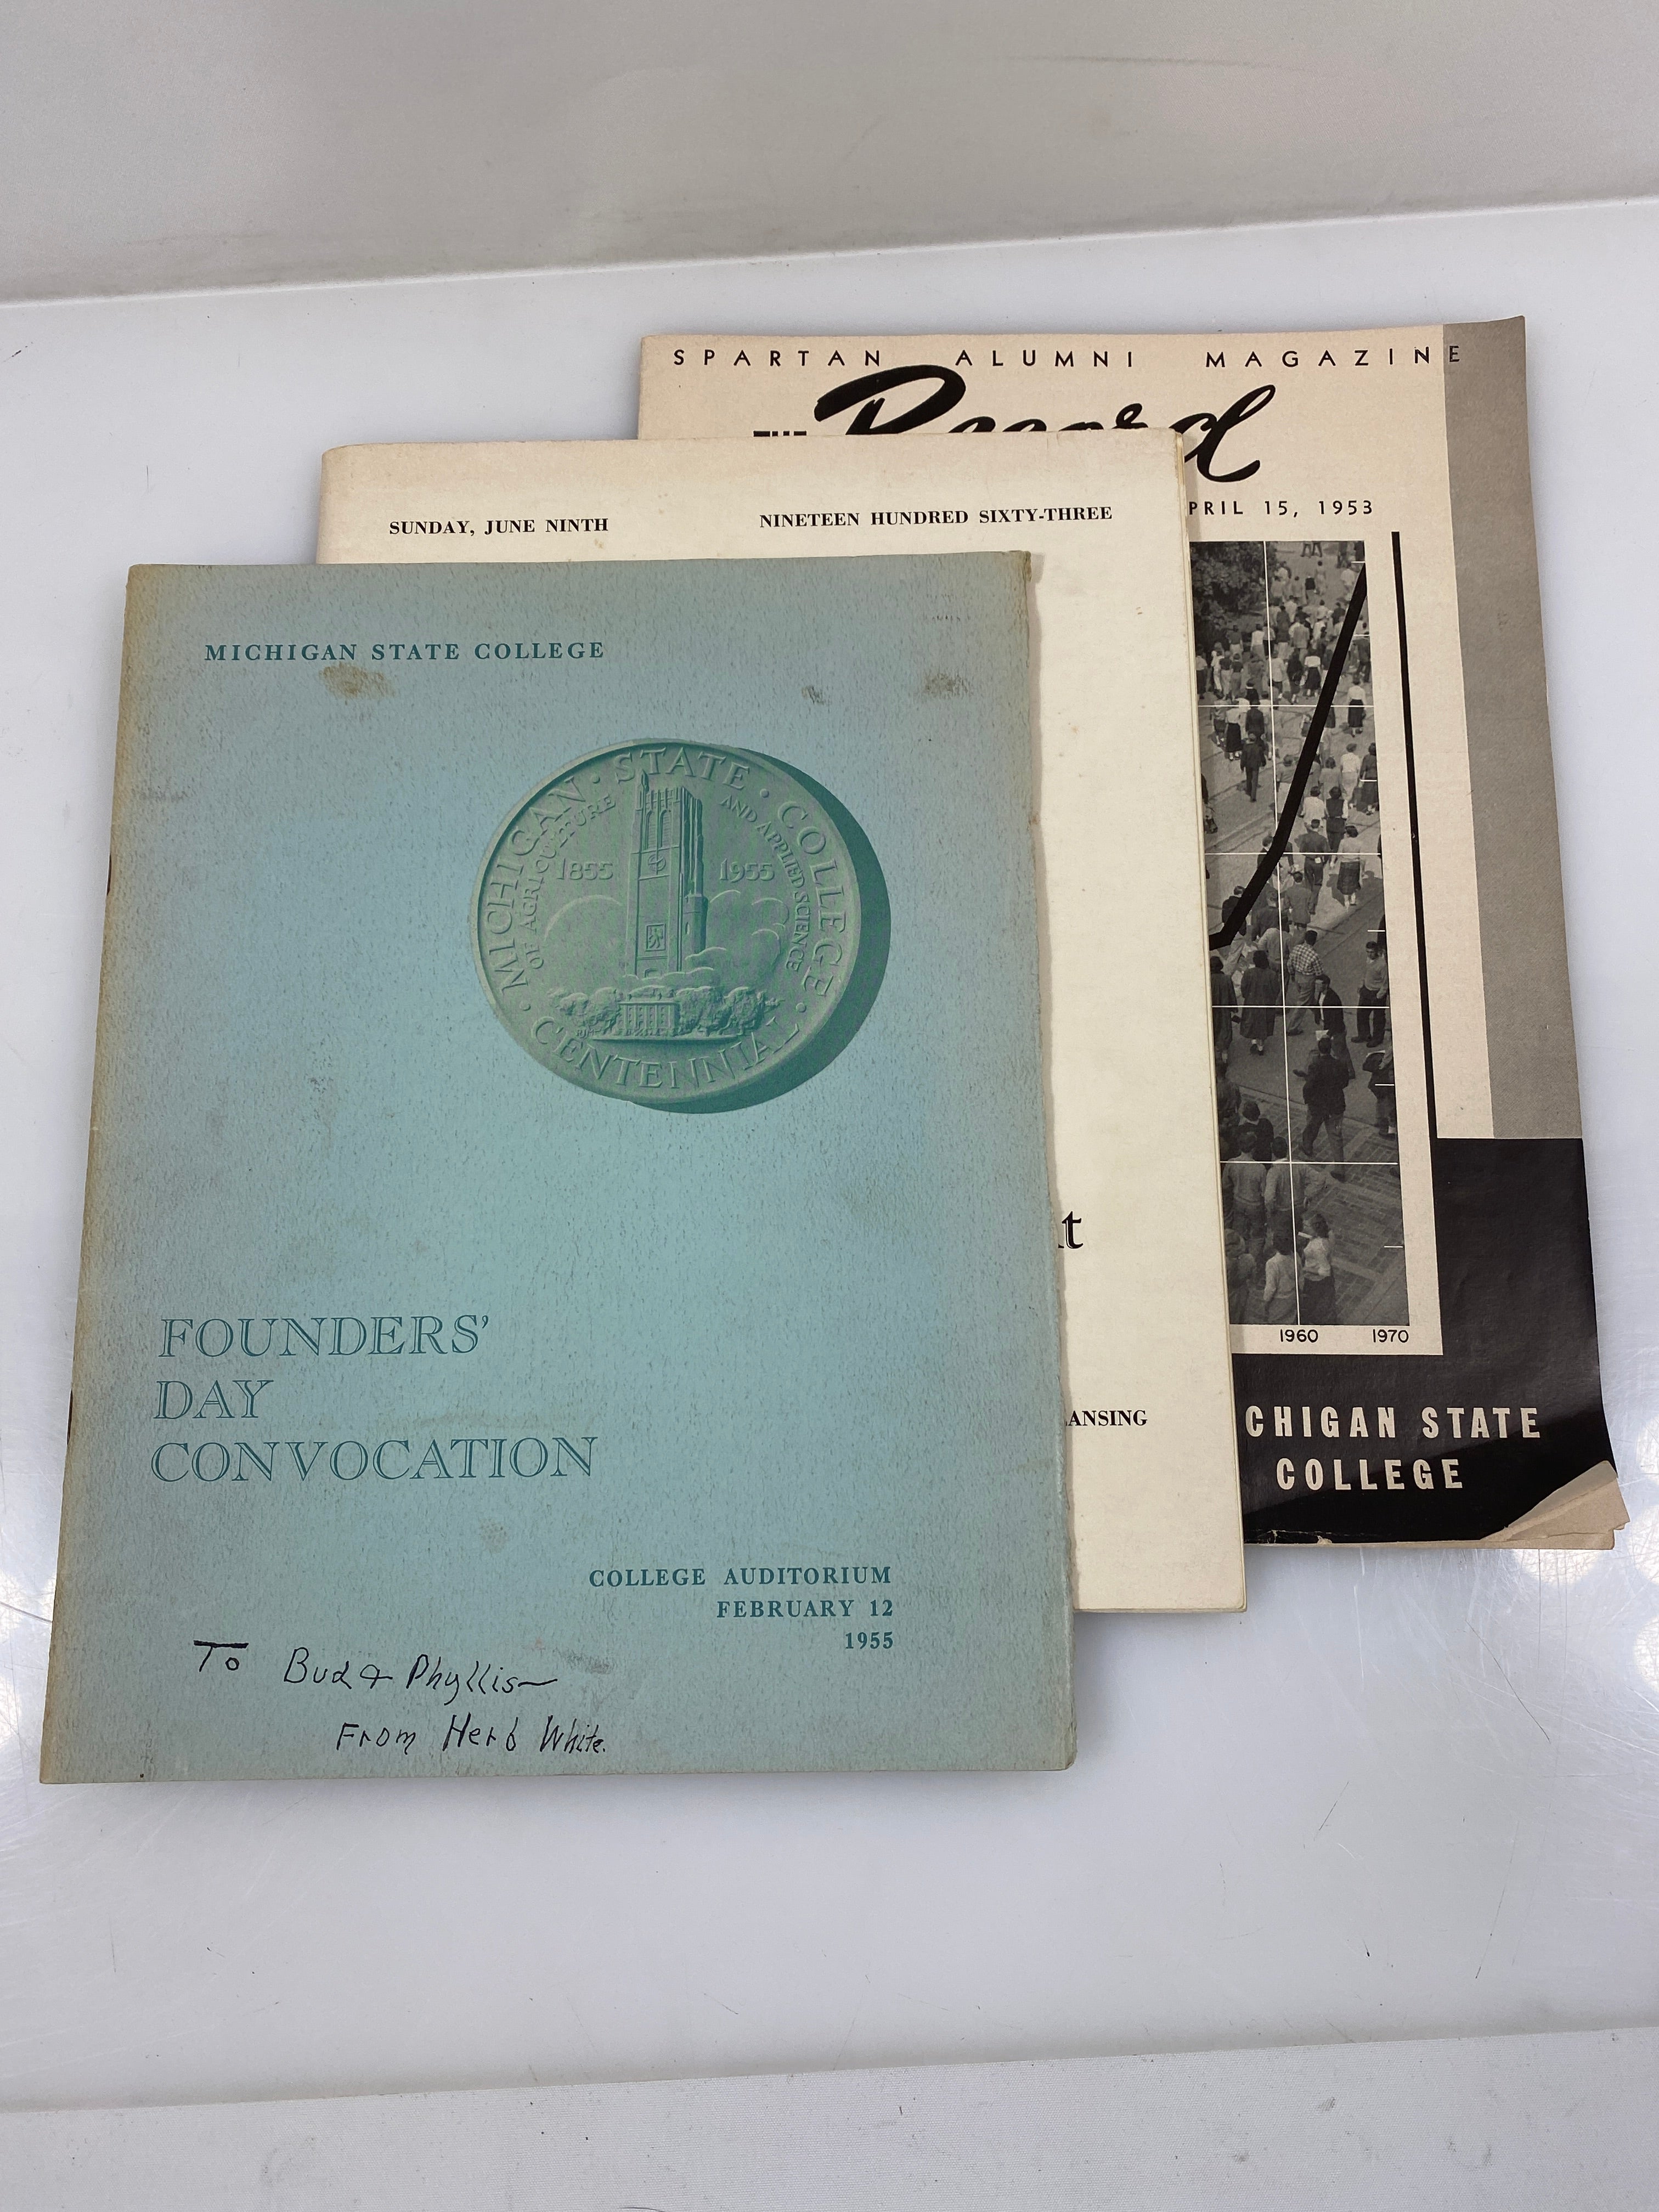 SPARTAN ALUMNI MAGAZINE
THE Record
PRIL 15, 1953
1960 1970
CHIGAN STATE
COLLEGE
SUNDAY, JUNE NINTH NINETEEN HUNDRED SIXTY-THREE
t
ANSING
MICHIGAN STATE COLLEGE
MICHIGAN · STATE · COLLEGE
OF AGRICULTURE AND APPLIED SCIENCE
1855 1955
· CENTENNIAL ·
FOUNDERS'
DAY
CONVOCATION
COLLEGE AUDITORIUM
FEBRUARY 12
1955
To Bud & Phyllis—
From Herb White.